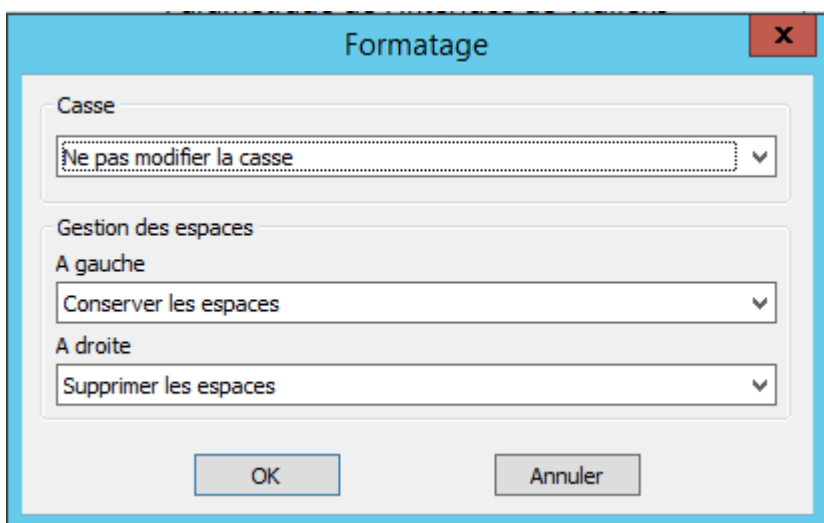 Formatage
x
Casse
Ne pas modifier la casse
Gestion des espaces
A gauche
Conserver les espaces
A droite
Supprimer les espaces
OK
Annuler